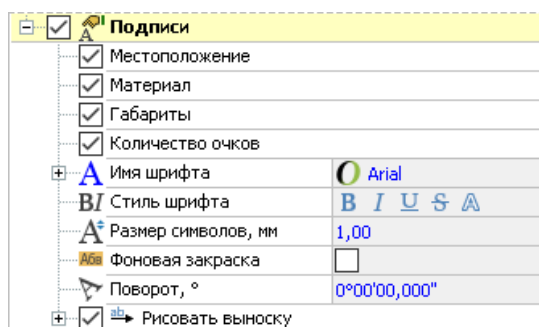 Подписи
Местоположение
Материал
Габариты
Количество очков
Имя шрифта Arial
Стиль шрифта B I U S A
Размер символов, мм 1,00
Фоновая закраска
Поворот, ° 0°00'00,000"
Рисовать выноску